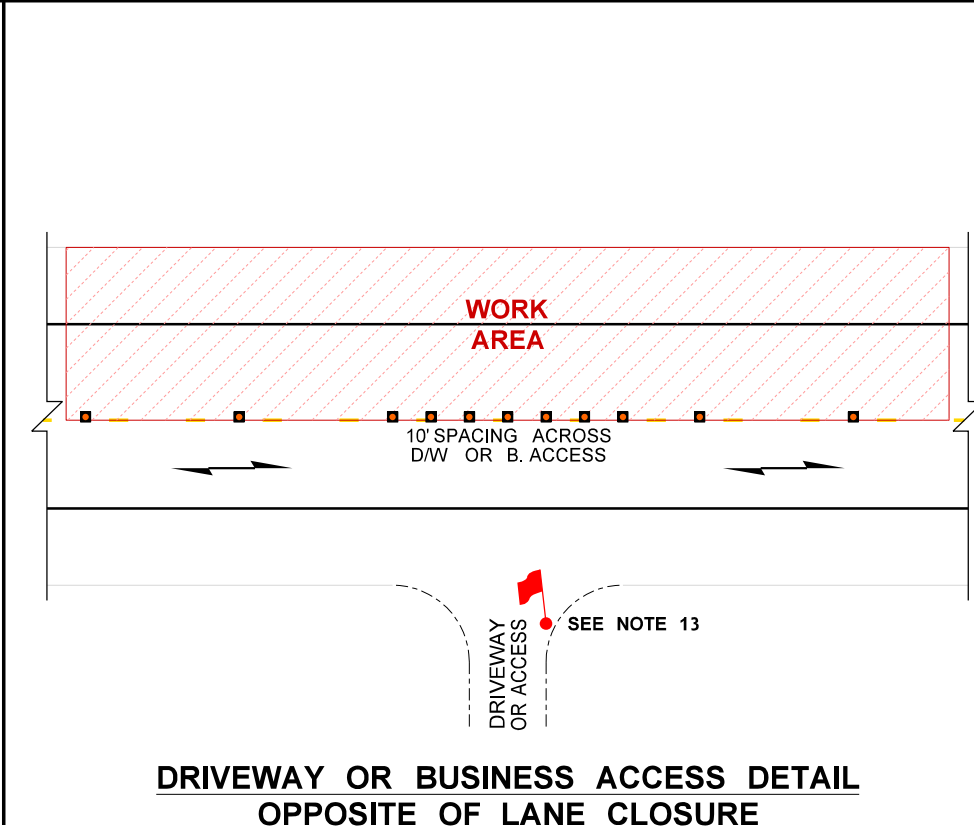 WORK
AREA
10' SPACING ACROSS
D/W OR B. ACCESS
SEE NOTE 13
DRIVEWAY
OR ACCESS
DRIVEWAY OR BUSINESS ACCESS DETAIL
OPPOSITE OF LANE CLOSURE